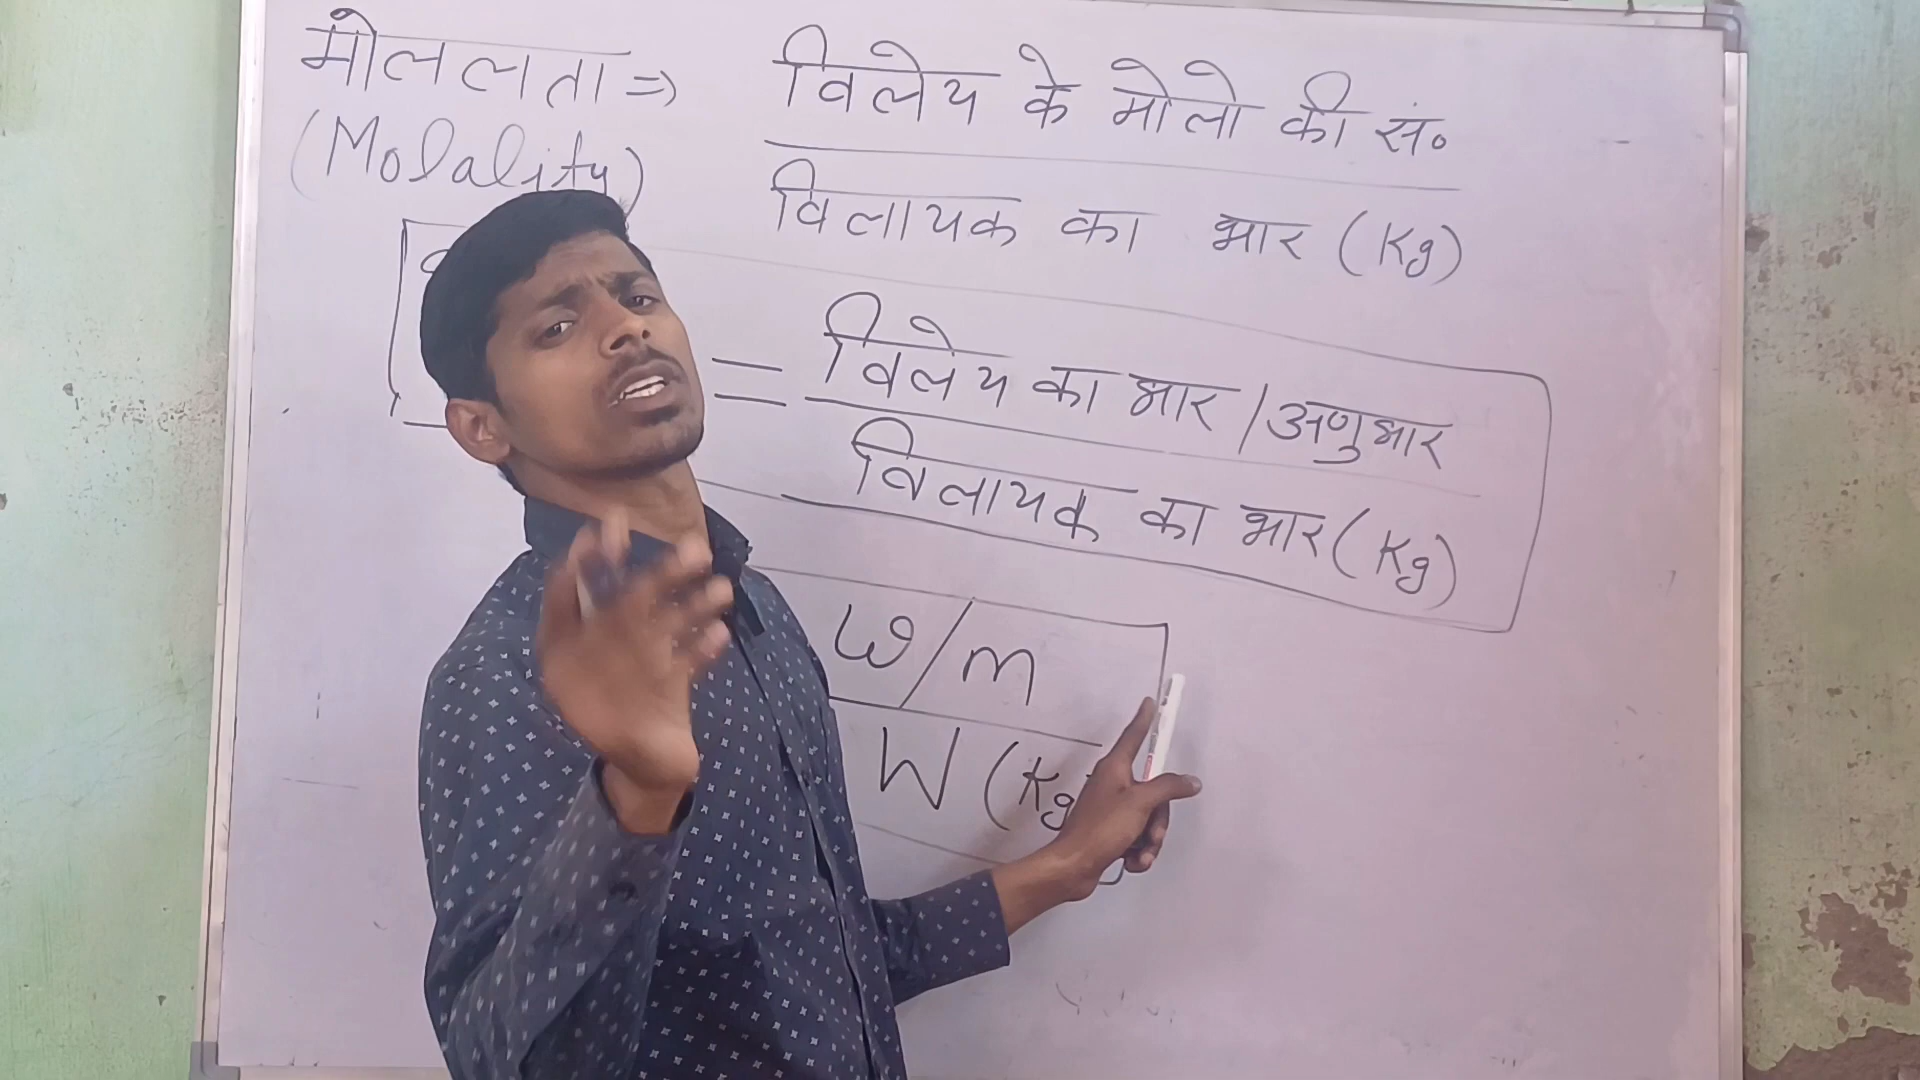 मोललता => विलेय के मोलो की सं०
(Molality) विलायक का भार (Kg)
= विलेय का भार / अणुभार
विलायक का भार (Kg)
w/m
W (Kg